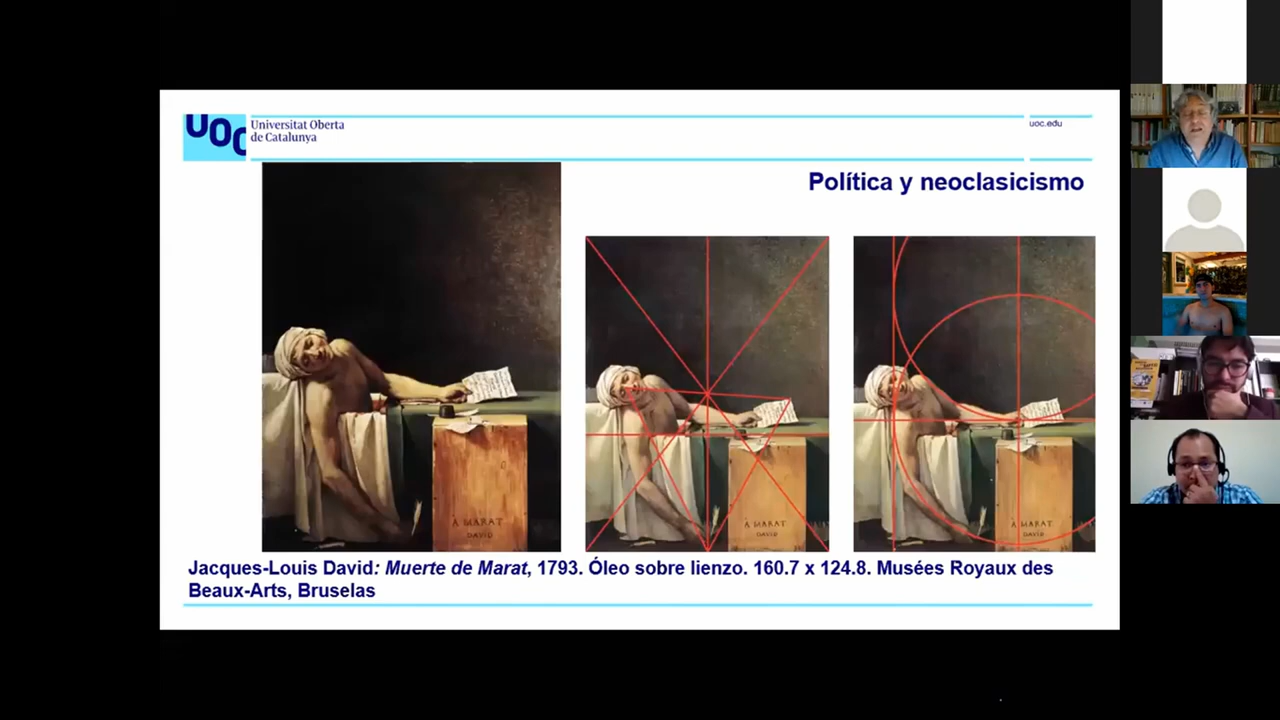 UOC
Universitat Oberta
de Catalunya
uoc.edu
Política y neoclasicismo
À MARAT
DAVID
À MARAT
DAVID
À MARAT
DAVID
Jacques-Louis David: Muerte de Marat, 1793. Óleo sobre lienzo. 160.7 x 124.8. Musées Royaux des
Beaux-Arts, Bruselas